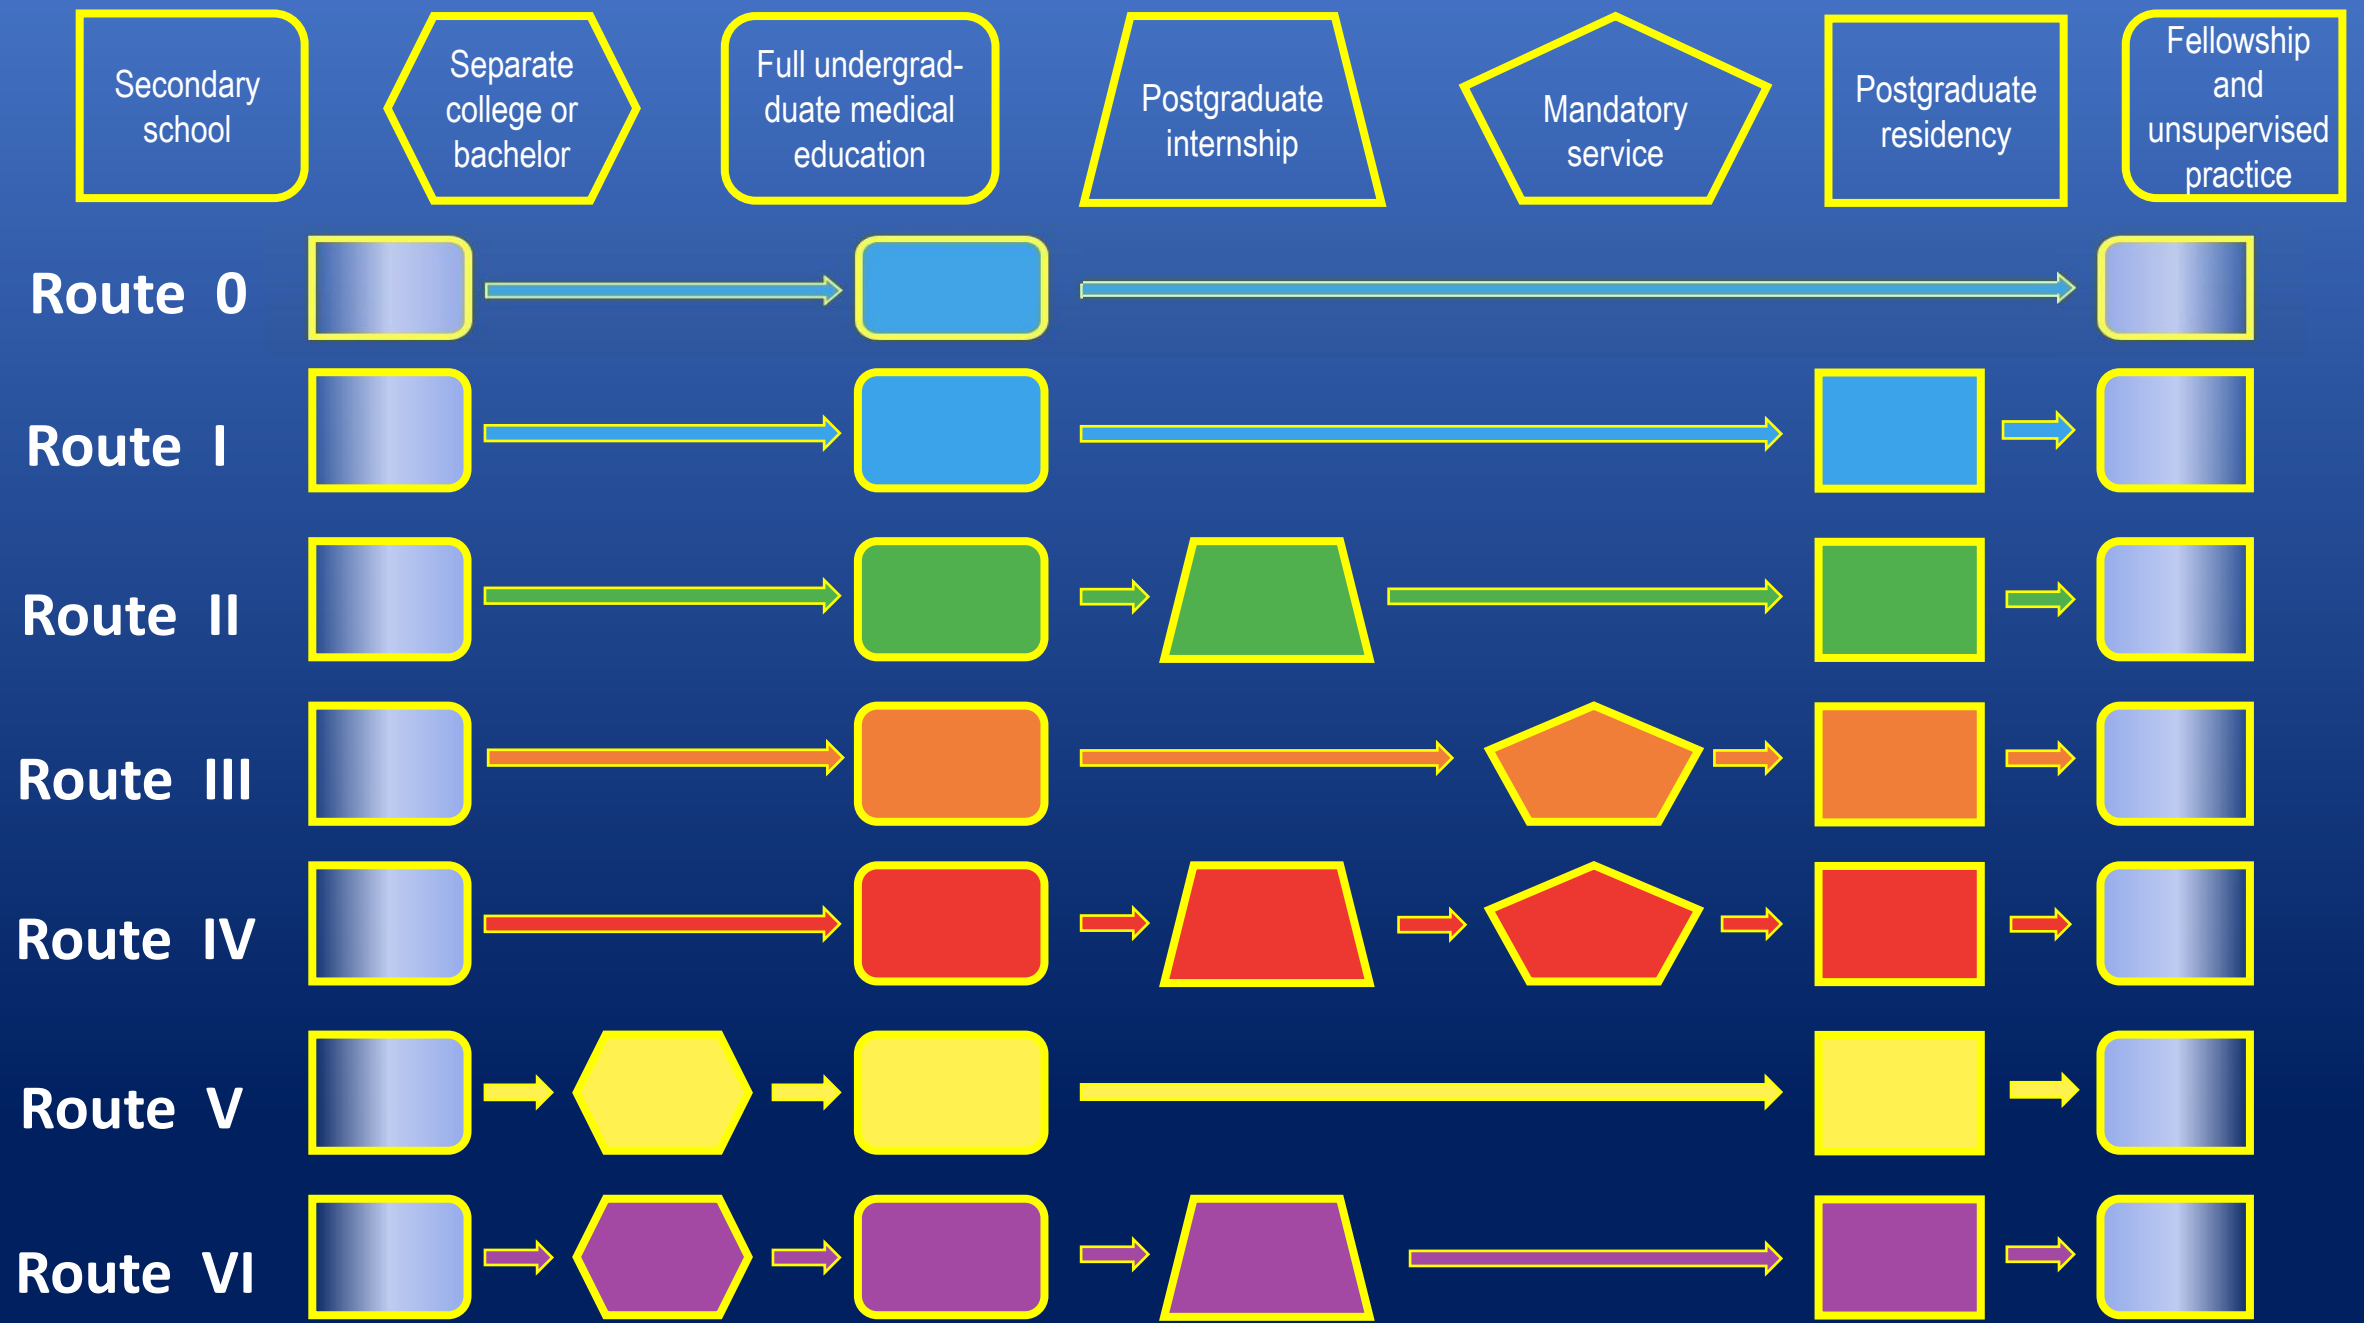 Secondary
school
Separate
college or
bachelor
Full undergrad-
duate medical
education
Postgraduate
internship
Mandatory
service
Postgraduate
residency
Fellowship
and
unsupervised
practice
Route 0
Route I
Route II
Route III
Route IV
Route V
Route VI